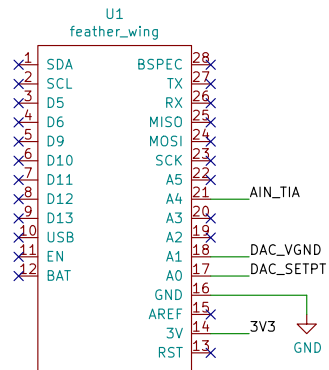 U1
feather_wing
1 SDA BSPEC 28
2 SCL TX 27
3 D5 RX 26
4 D6 MISO 25
5 D9 MOSI 24
6 D10 SCK 23
7 D11 A5 22
8 D12 A4 21 AIN_TIA
9 D13 A3 20
10 USB A2 19
11 EN A1 18 DAC_VGND
12 BAT A0 17 DAC_SETPT
GND 16
AREF 15
3V 14 3V3
RST 13
GND